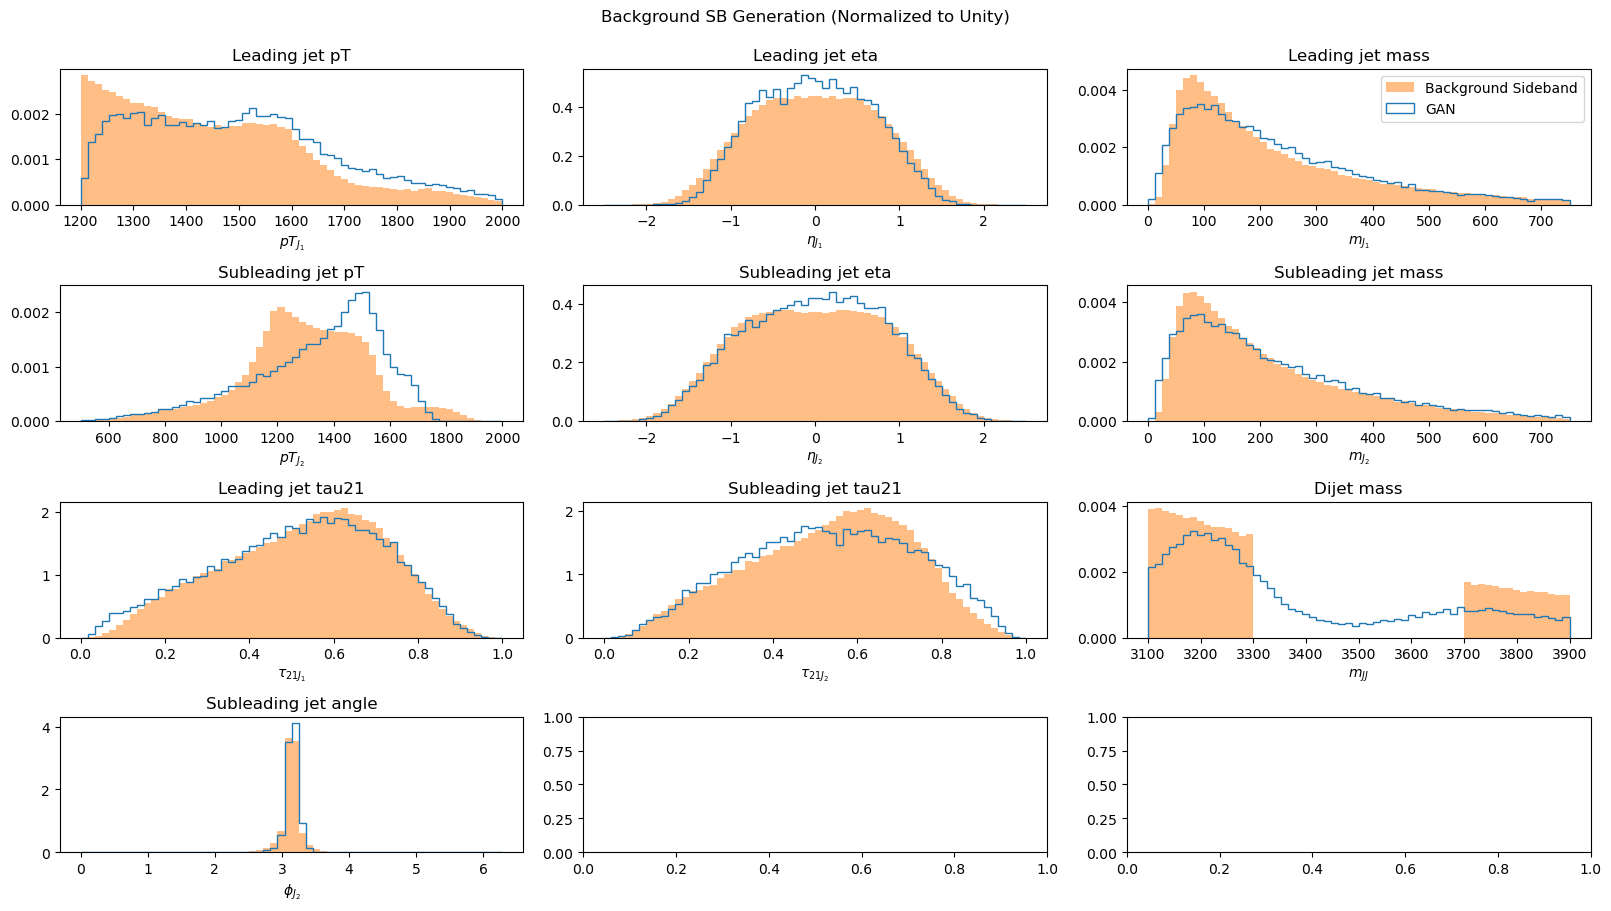 Background SB Generation (Normalized to Unity)
Leading jet pT
0.002
0.001
0.000
1200 1300 1400 1500 1600 1700 1800 1900 2000
pT_{J_1}
Leading jet eta
0.4
0.2
0.0
−2 −1 0 1 2
η_{J_1}
Leading jet mass
Background Sideband
GAN
0.004
0.002
0.000
0 100 200 300 400 500 600 700
m_{J_1}
Subleading jet pT
0.002
0.001
0.000
600 800 1000 1200 1400 1600 1800 2000
pT_{J_2}
Subleading jet eta
0.4
0.2
0.0
−2 −1 0 1 2
η_{J_2}
Subleading jet mass
0.004
0.002
0.000
0 100 200 300 400 500 600 700
m_{J_2}
Leading jet tau21
2
1
0
0.0 0.2 0.4 0.6 0.8 1.0
τ_{21J_1}
Subleading jet tau21
2
1
0
0.0 0.2 0.4 0.6 0.8 1.0
τ_{21J_2}
Dijet mass
0.004
0.002
0.000
3100 3200 3300 3400 3500 3600 3700 3800 3900
m_{JJ}
Subleading jet angle
4
2
0
0 1 2 3 4 5 6
ϕ_{J_2}
1.00
0.75
0.50
0.25
0.00
0.0 0.2 0.4 0.6 0.8 1.0
1.00
0.75
0.50
0.25
0.00
0.0 0.2 0.4 0.6 0.8 1.0